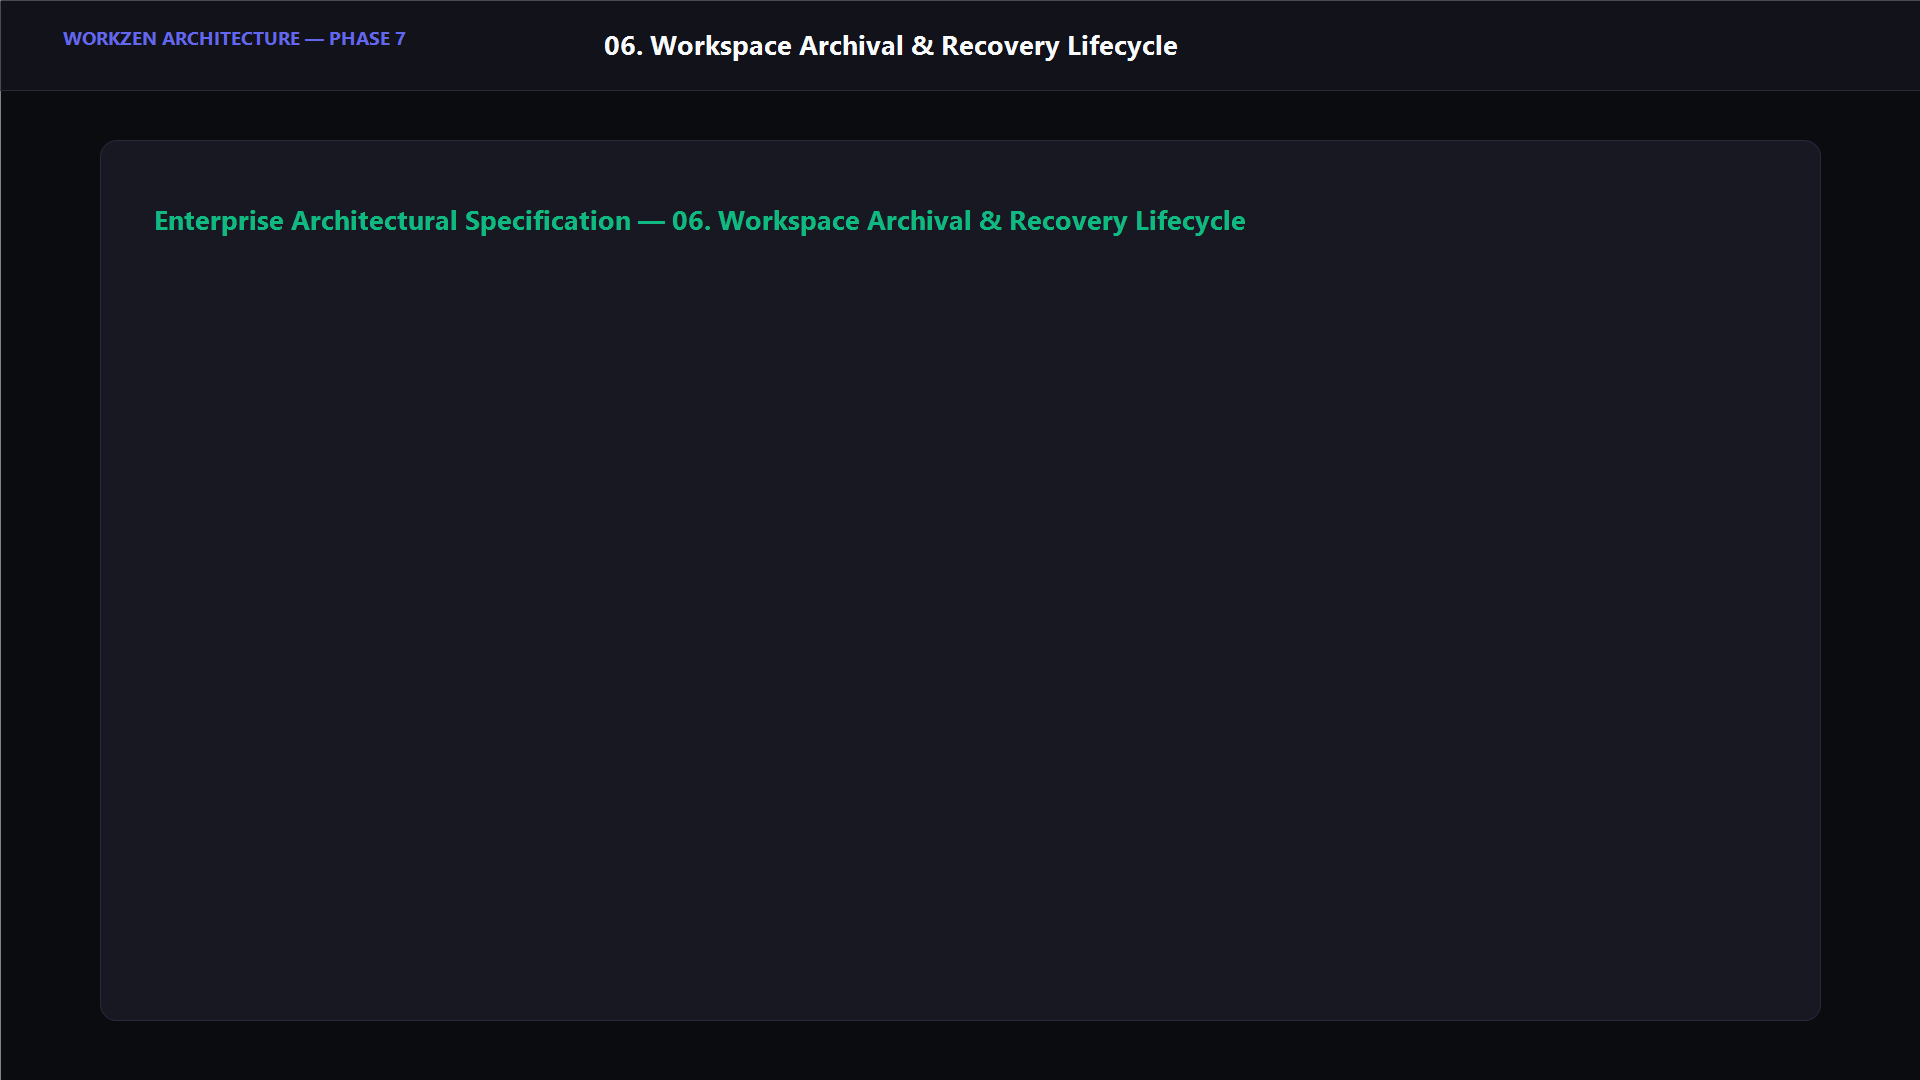 WORKZEN ARCHITECTURE — PHASE 7
06. Workspace Archival & Recovery Lifecycle
Enterprise Architectural Specification — 06. Workspace Archival & Recovery Lifecycle